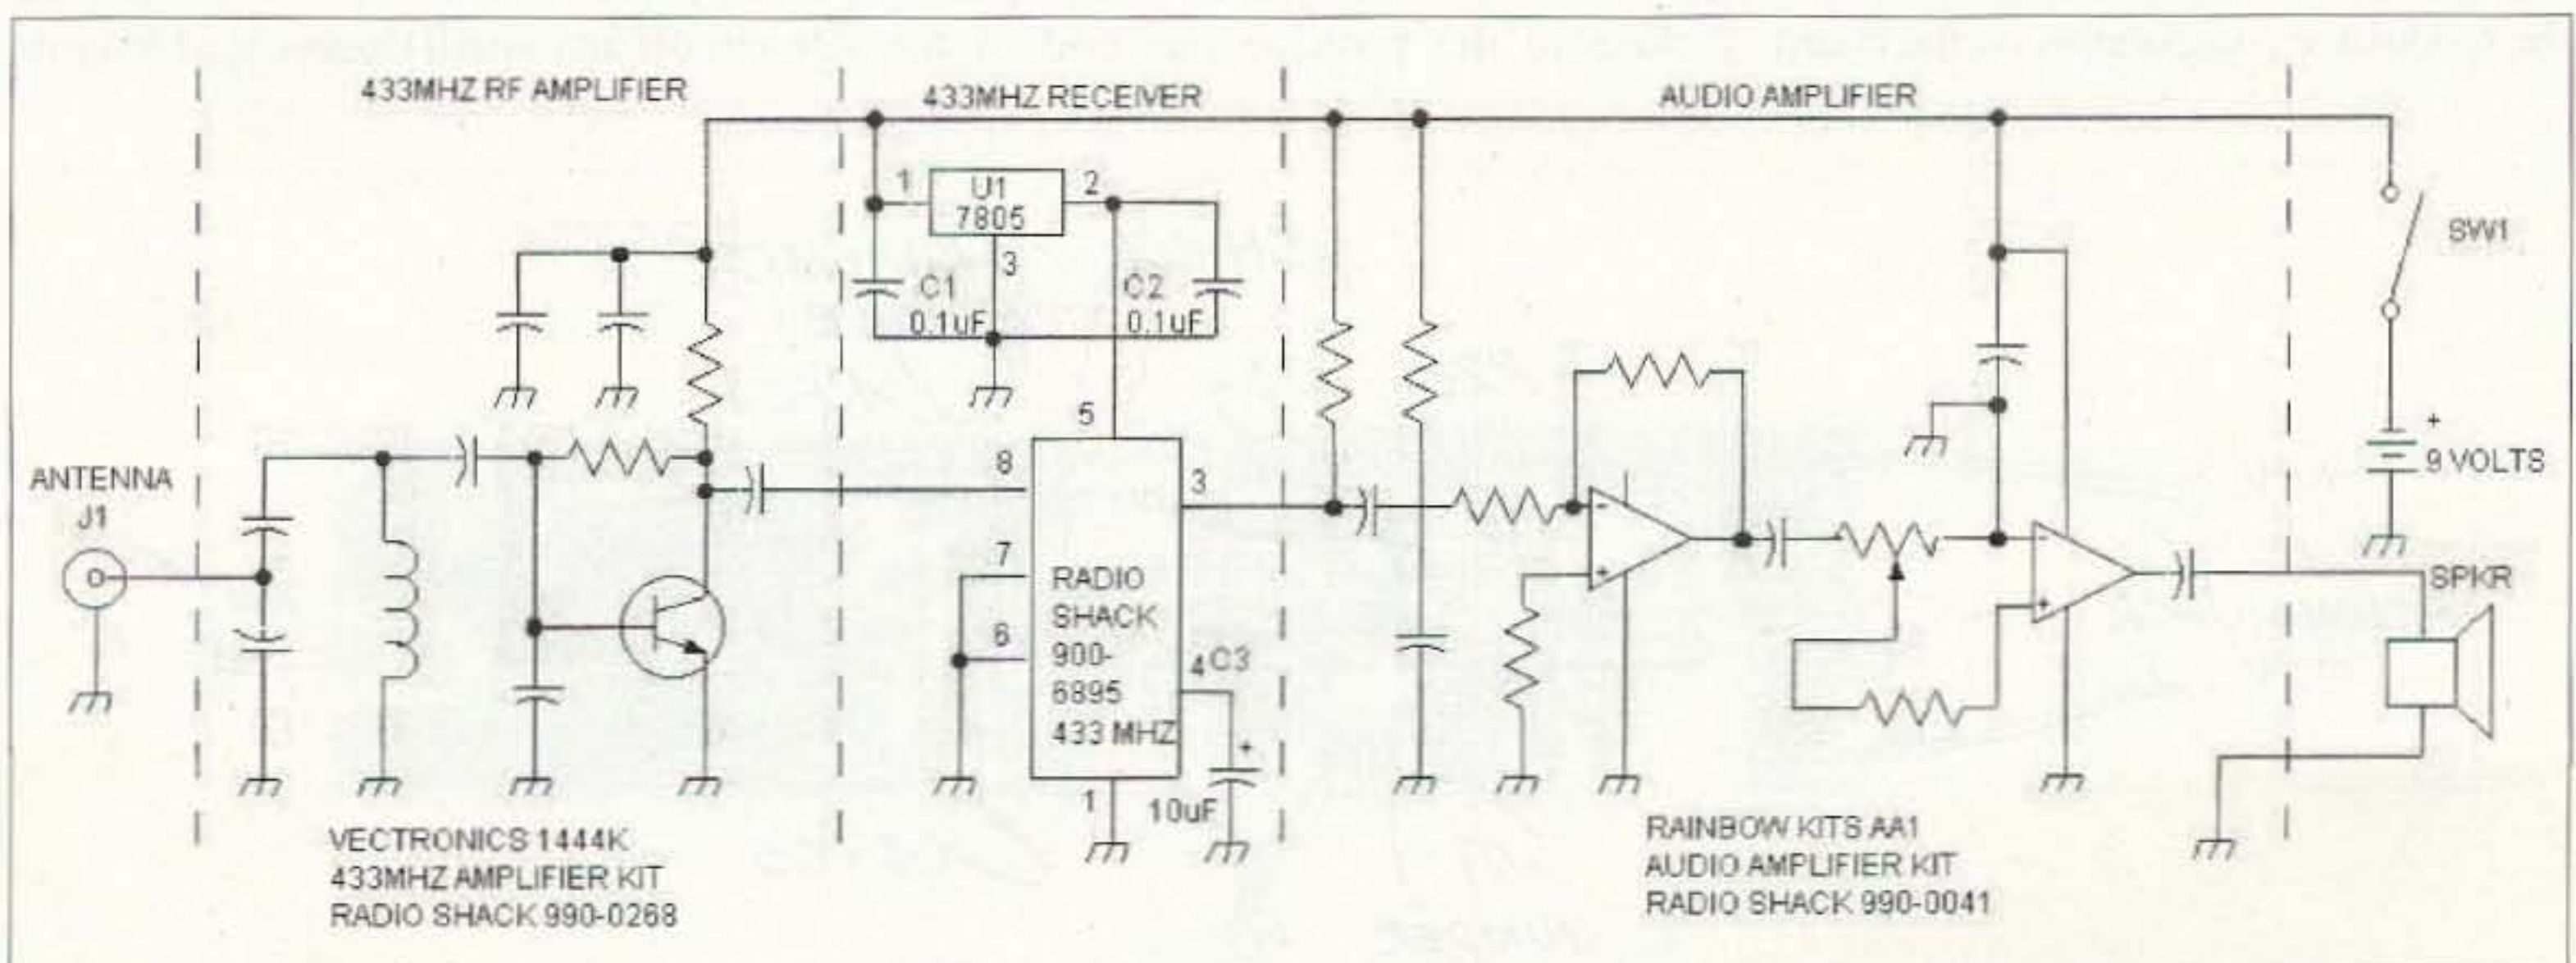 433MHZ RF AMPLIFIER
433MHZ RECEIVER
AUDIO AMPLIFIER
1
U1
7805
2
3
C1
0.1uF
C2
0.1uF
SW1
+
9 VOLTS
5
8
3
7
6
4
C3
RADIO
SHACK
900-
6895
433 MHZ
+
10uF
1
ANTENNA
J1
-
+
-
+
SPKR
VECTRONICS 1444K
433MHZ AMPLIFIER KIT
RADIO SHACK 990-0268
RAINBOW KITS AA1
AUDIO AMPLIFIER KIT
RADIO SHACK 990-0041